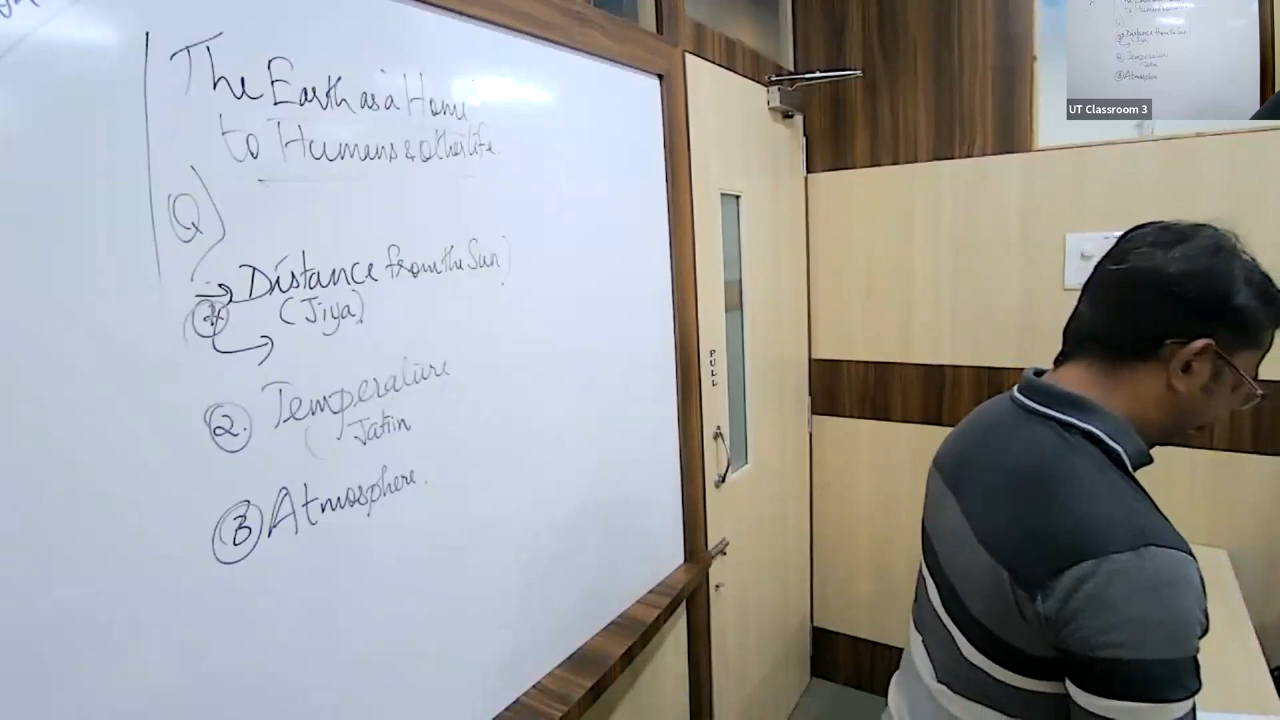 The Earth as a Home
to Humans & other life
Q)
→ Distance from the Sun)
(Jiya)
2. Temperature
( Jatin
3 Atmosphere.
PULL
UT Classroom 3